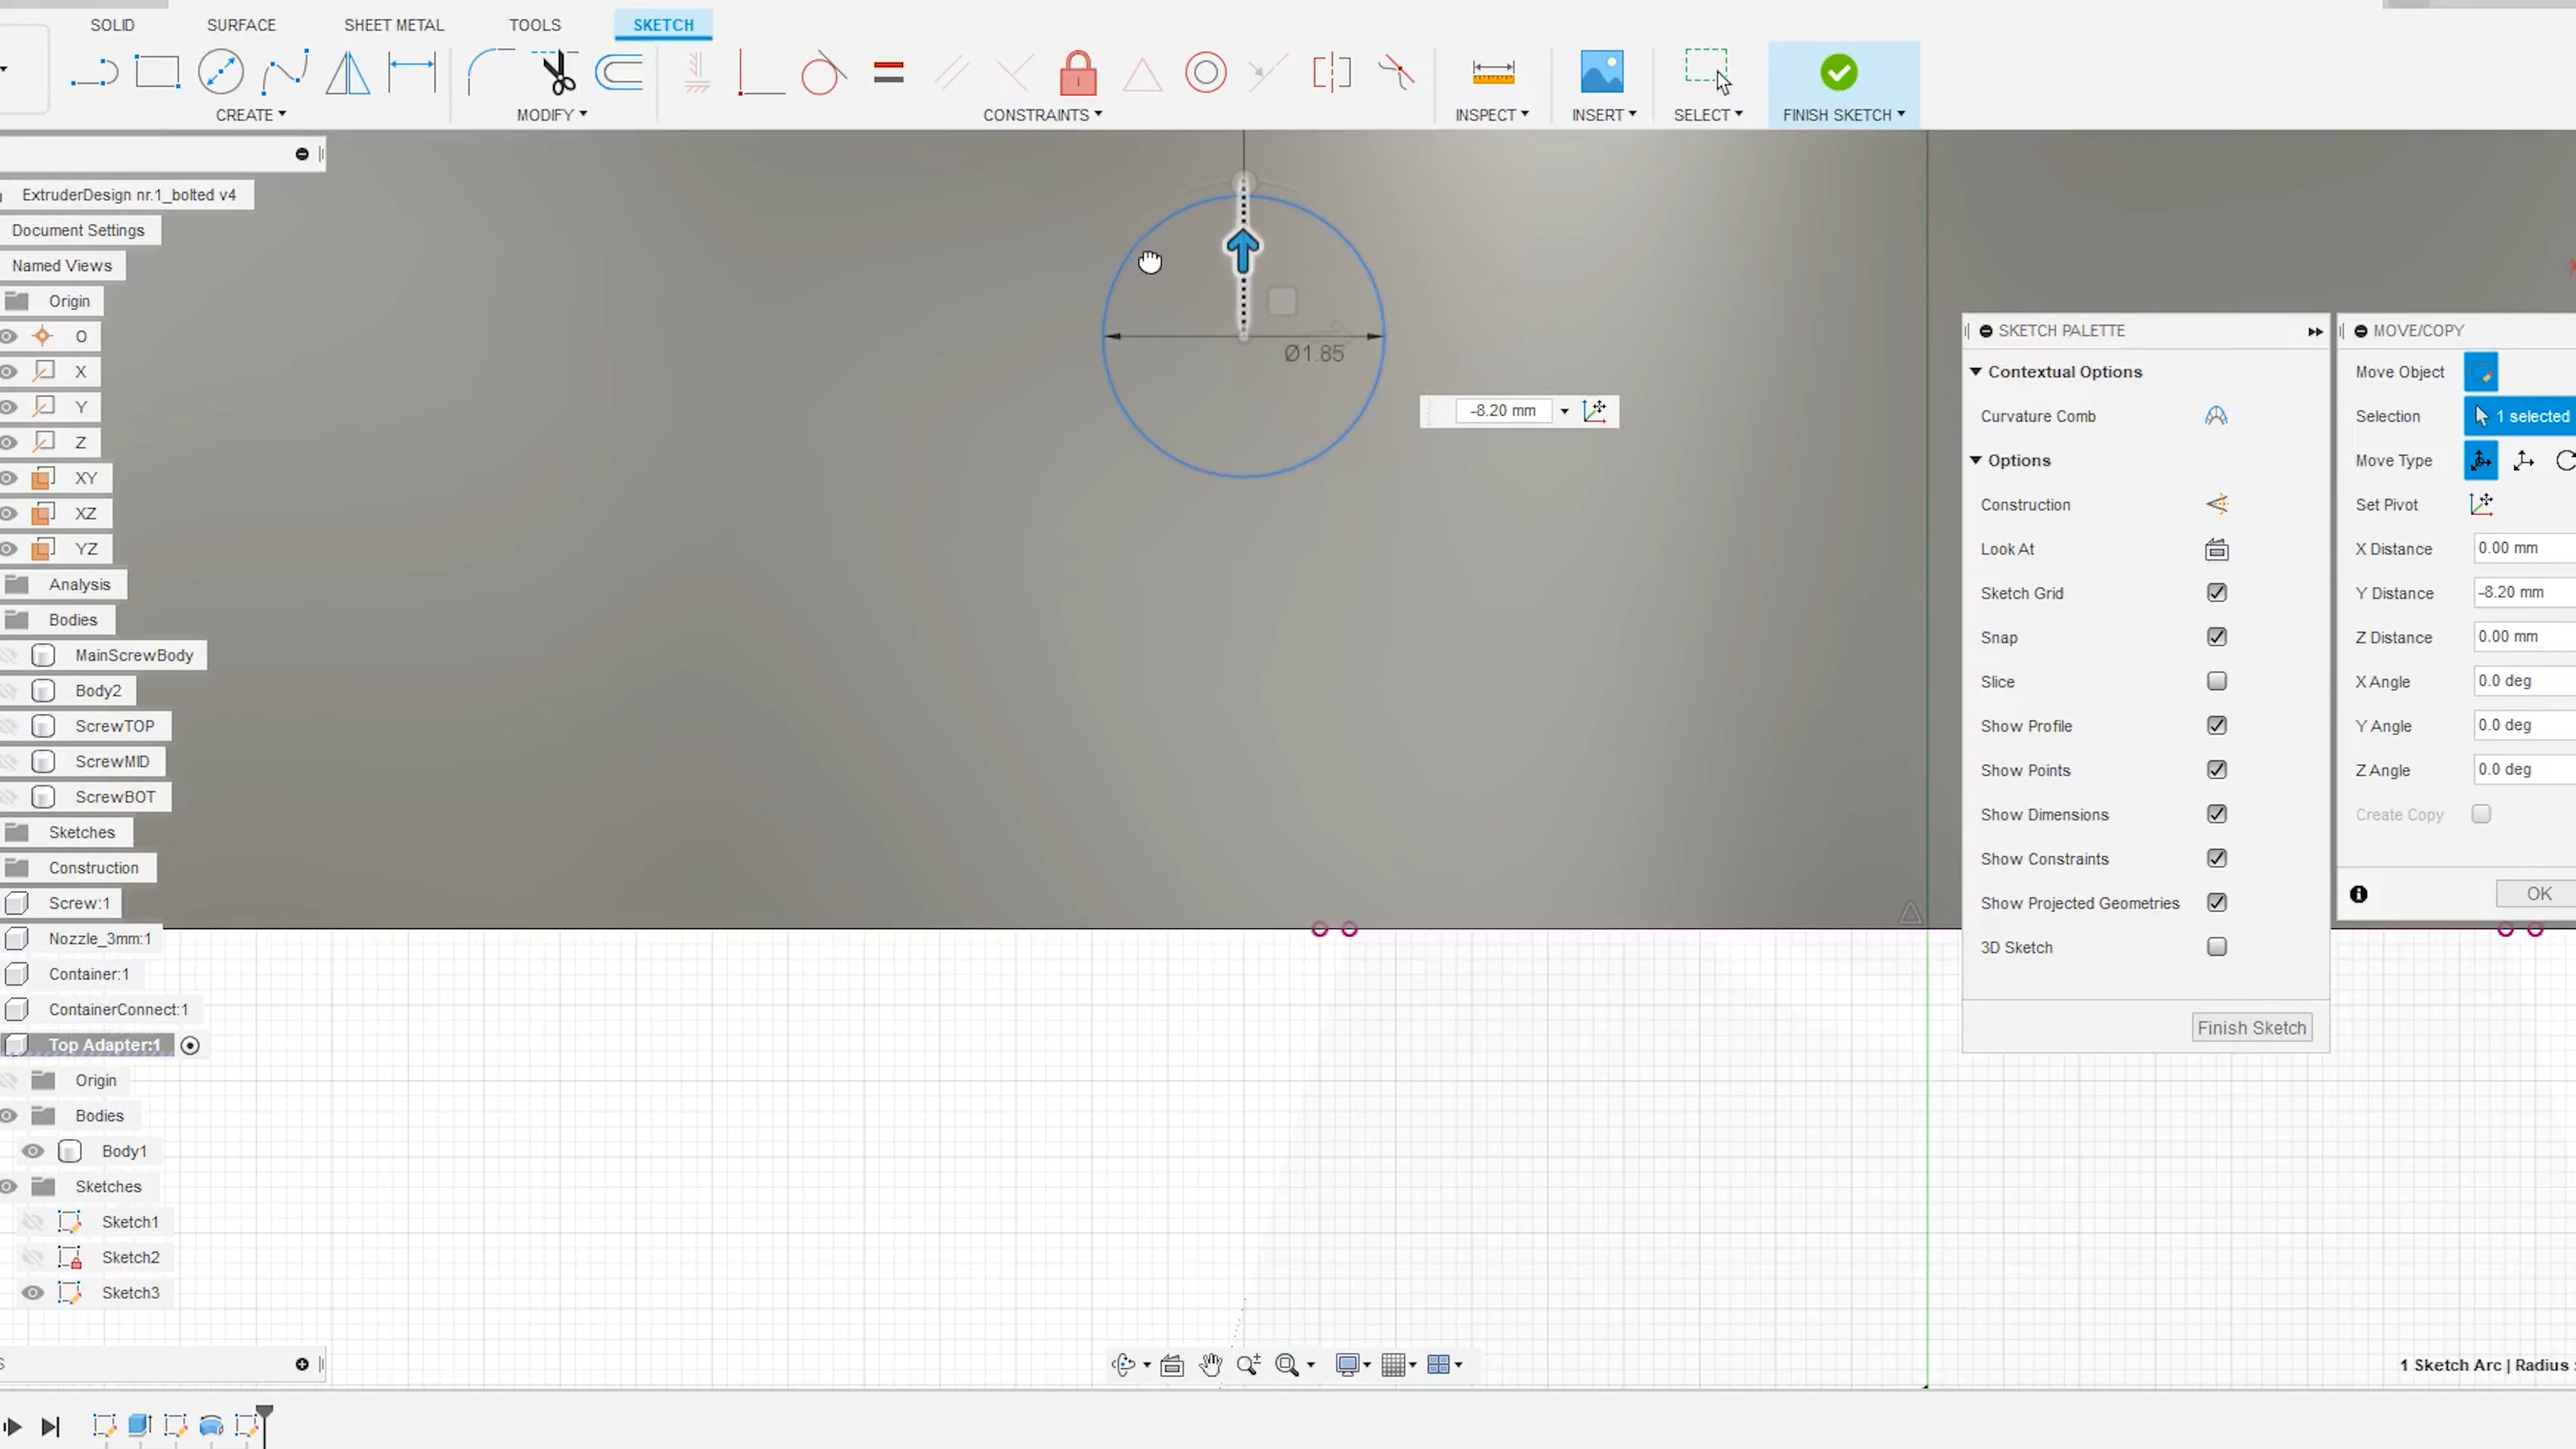 SOLID SURFACE SHEET METAL TOOLS SKETCH
CREATE MODIFY CONSTRAINTS INSPECT INSERT SELECT FINISH SKETCH
ExtruderDesign nr.1_bolted v4
Document Settings
Named Views
Origin
O
X
Y
Z
XY
XZ
YZ
Analysis
Bodies
MainScrewBody
Body2
ScrewTOP
ScrewMID
ScrewBOT
Sketches
Construction
Screw:1
Nozzle_3mm:1
Container:1
ContainerConnect:1
Top Adapter:1
Origin
Bodies
Body1
Sketches
Sketch1
Sketch2
Sketch3
Ø1.85
-8.20 mm
SKETCH PALETTE
Contextual Options
Curvature Comb
Options
Construction
Look At
Sketch Grid
Snap
Slice
Show Profile
Show Points
Show Dimensions
Show Constraints
Show Projected Geometries
3D Sketch
Finish Sketch
MOVE/COPY
Move Object
Selection 1 selected
Move Type
Set Pivot
X Distance 0.00 mm
Y Distance -8.20 mm
Z Distance 0.00 mm
X Angle 0.0 deg
Y Angle 0.0 deg
Z Angle 0.0 deg
Create Copy
OK
1 Sketch Arc | Radius